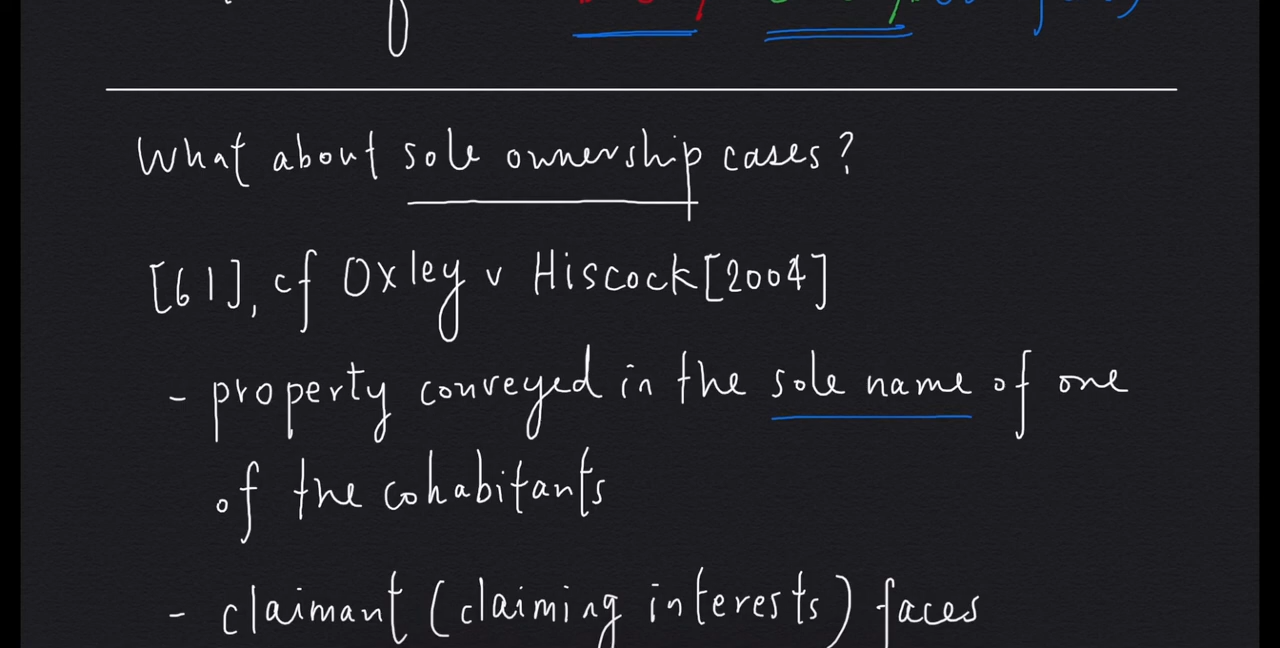 What about sole ownership cases?
[61], cf Oxley v Hiscock [2004]
- property conveyed in the sole name of one
of the cohabitants
- claimant (claiming interests) faces